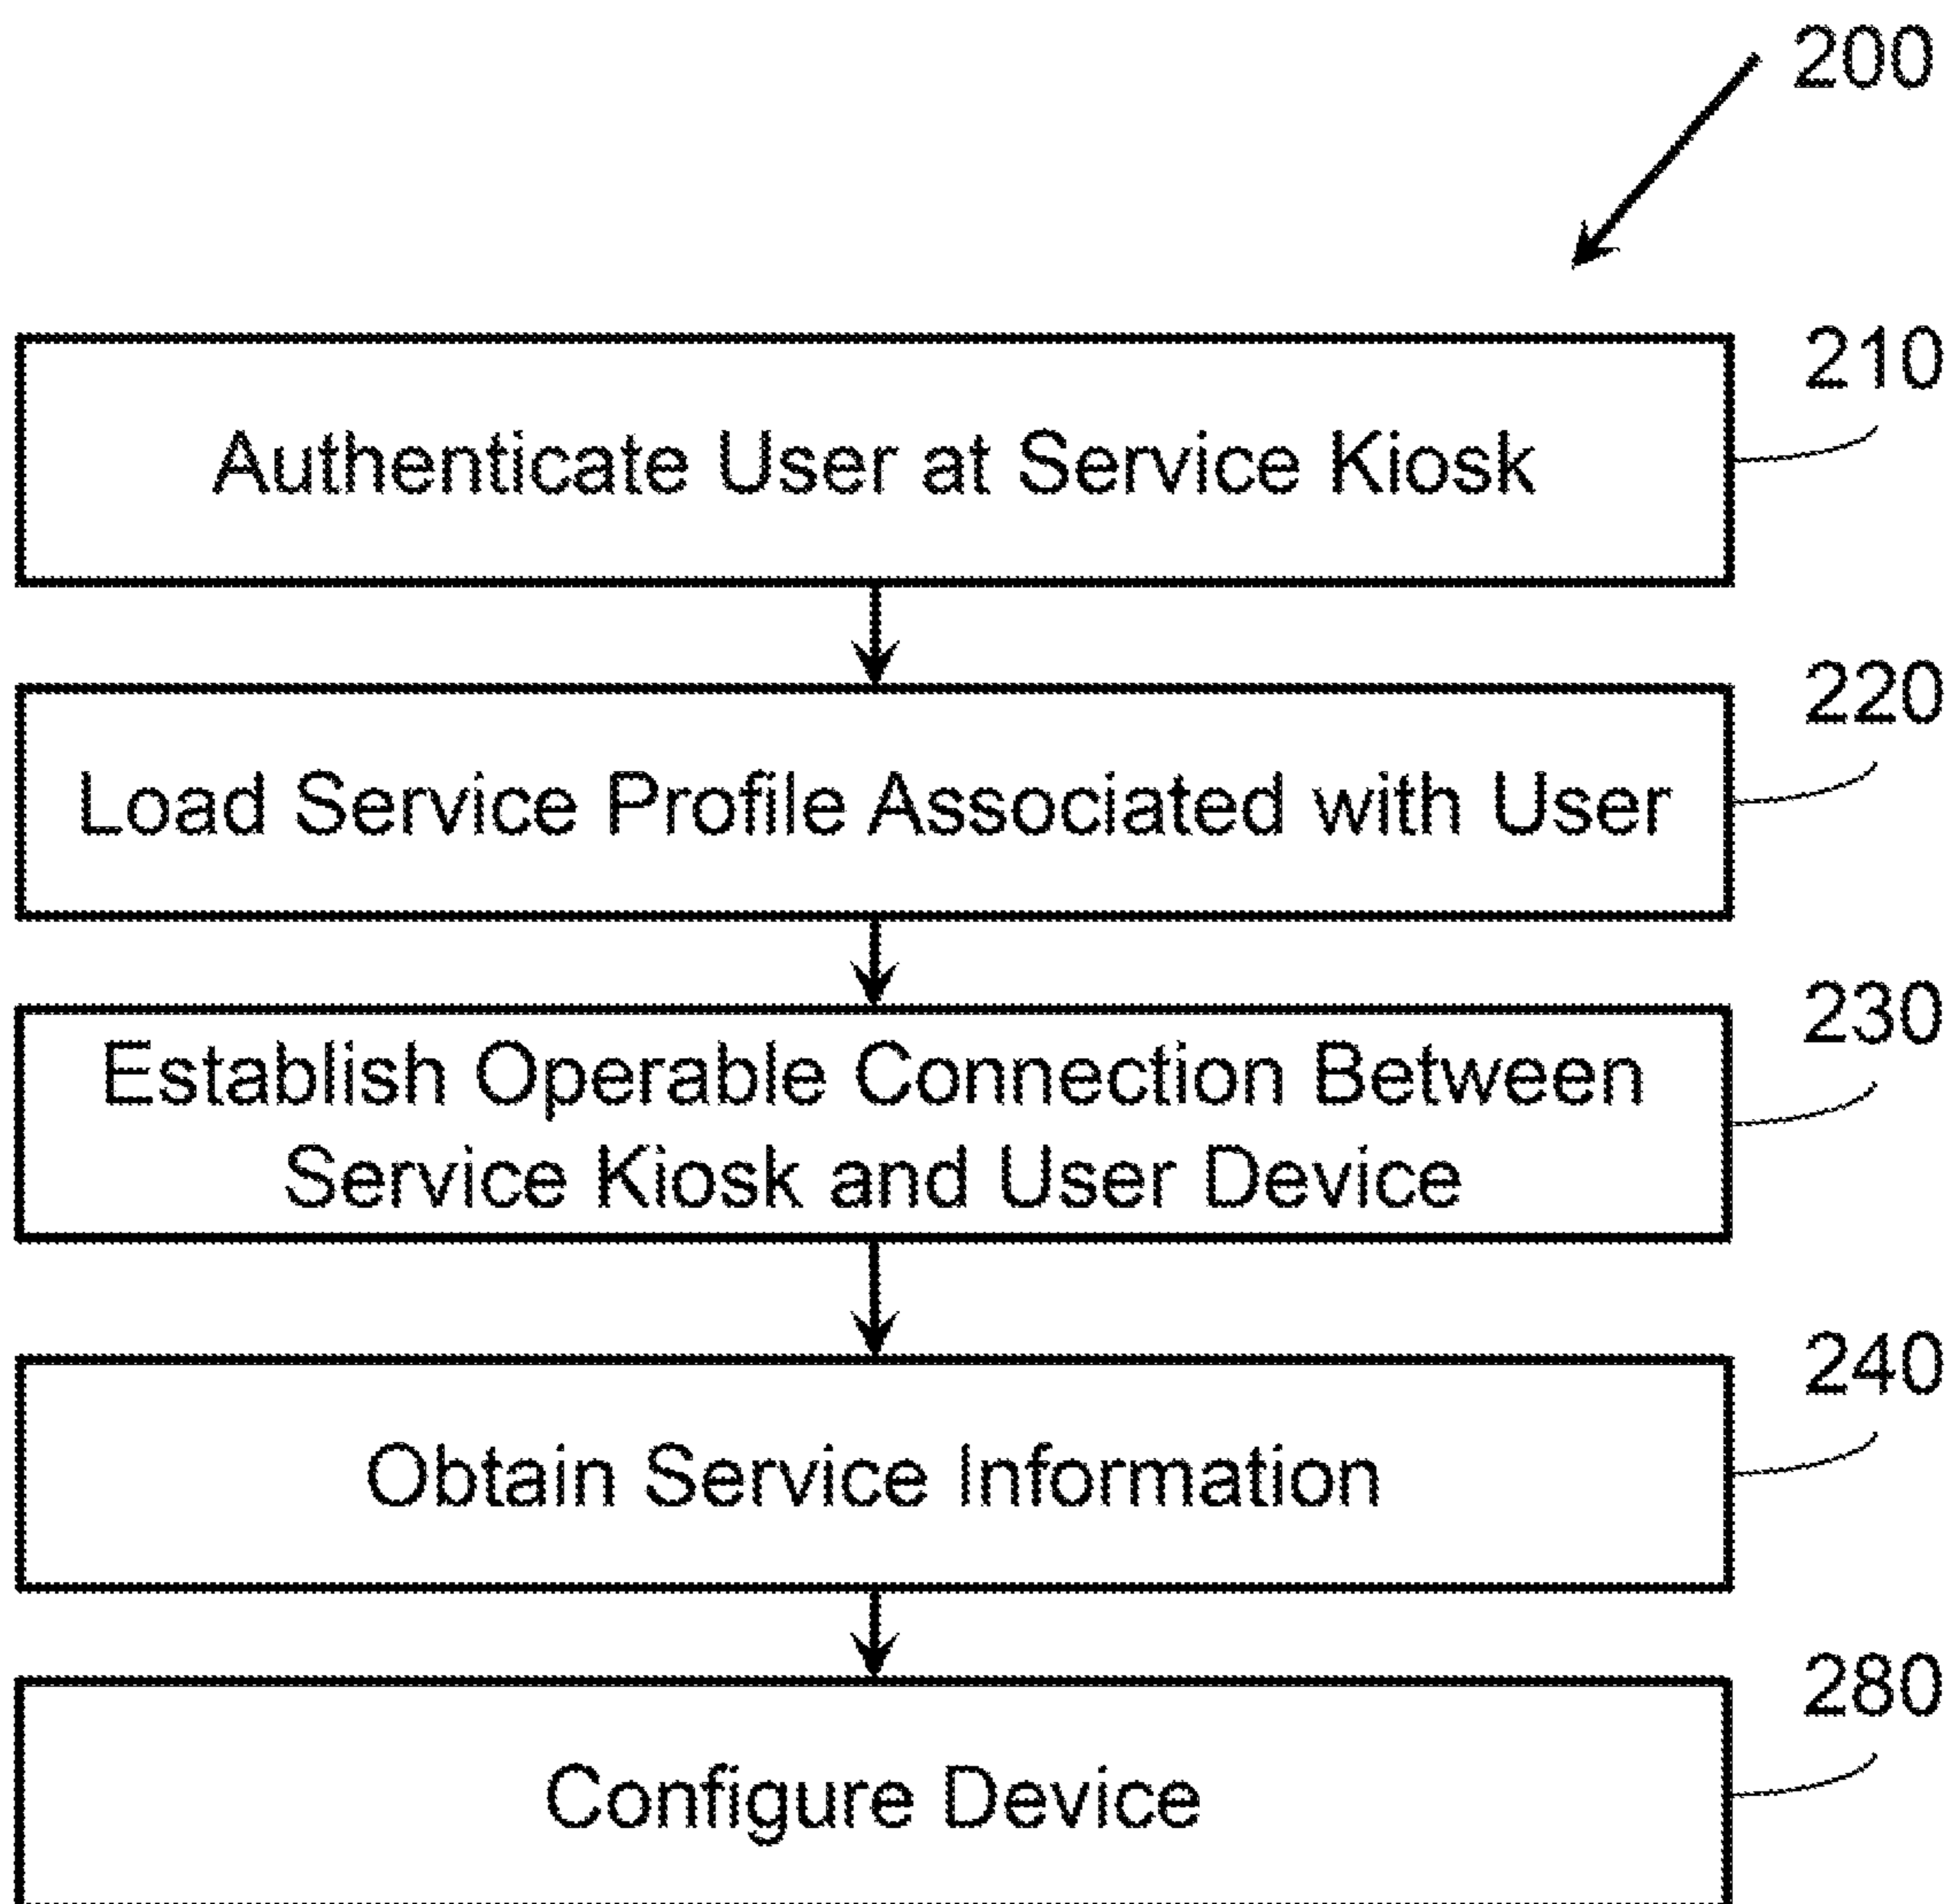 200
210
Authenticate User at Service Kiosk
220
Load Service Profile Associated with User
230
Establish Operable Connection Between
Service Kiosk and User Device
240
Obtain Service Information
280
Configure Device